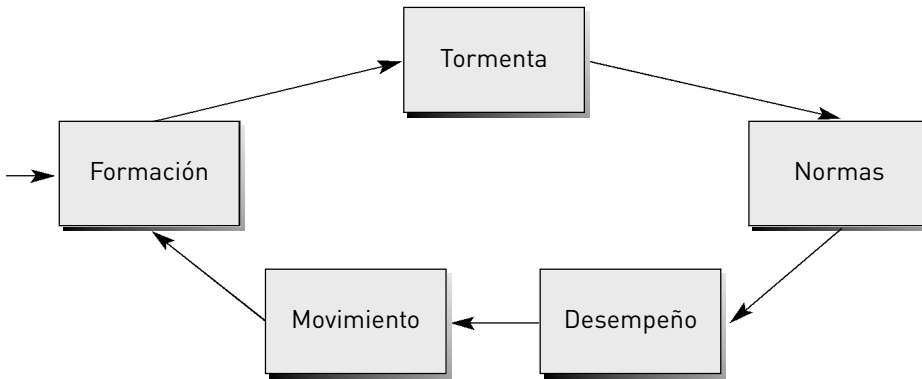 Tormenta
Formación
Normas
Movimiento
Desempeño